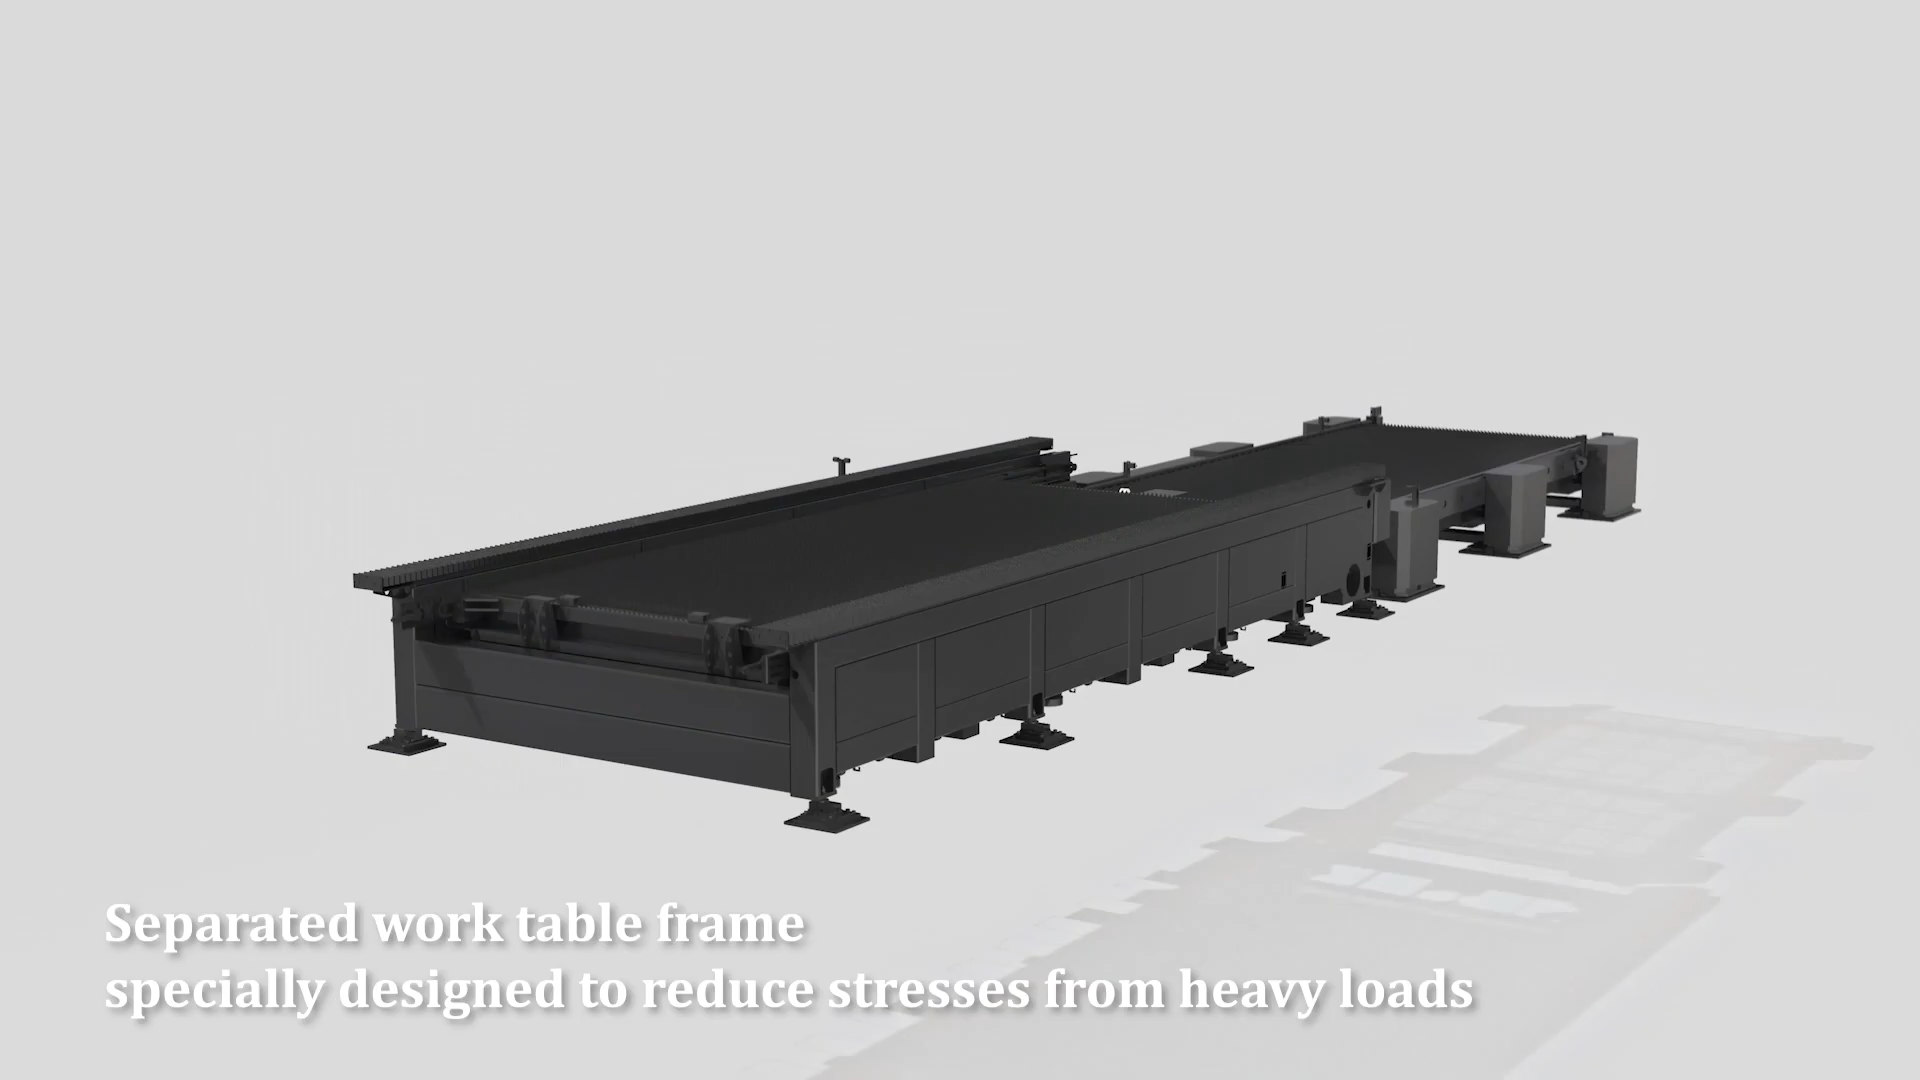 Separated work table frame
specially designed to reduce stresses from heavy loads